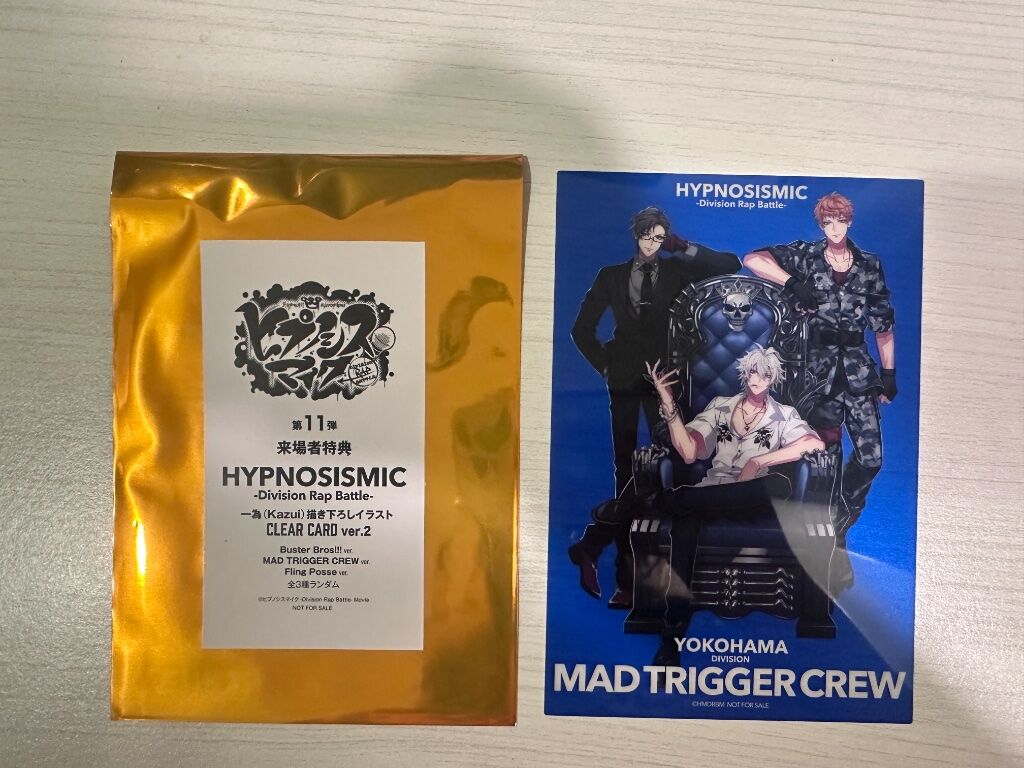 ヒプノシス
マイク
第11弾
来場者特典
HYPNOSISMIC
-Division Rap Battle-
一為(Kazui)描き下ろしイラスト
CLEAR CARD ver.2
Buster Bros!!! ver.
MAD TRIGGER CREW ver.
Fling Posse ver.
全3種ランダム
©ヒプノシスマイク -Division Rap Battle- Movie
NOT FOR SALE
HYPNOSISMIC
-Division Rap Battle-
YOKOHAMA
DIVISION
MAD TRIGGER CREW
©HMDRBM NOT FOR SALE